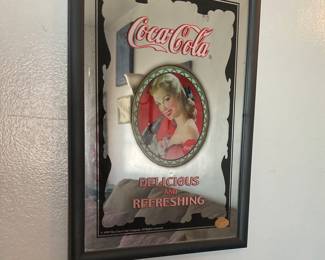 Coca-Cola
DELICIOUS
AND
REFRESHING